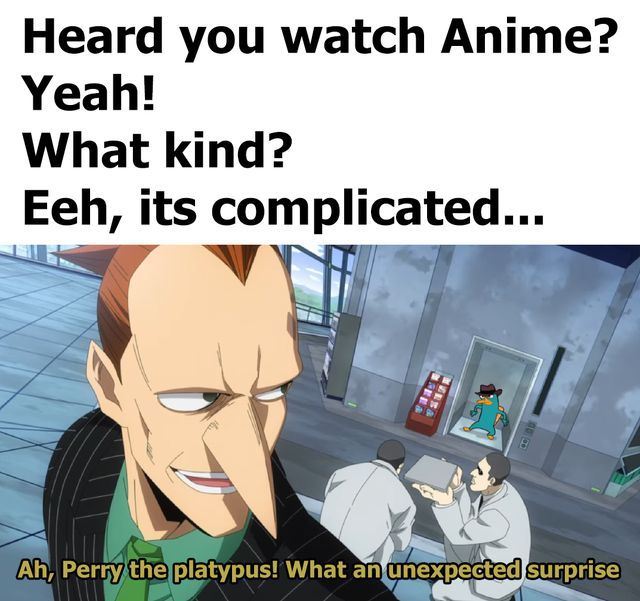 Heard you watch Anime?
Yeah!
What kind?
Eeh, its complicated...
Ah, Perry the platypus! What an unexpected surprise